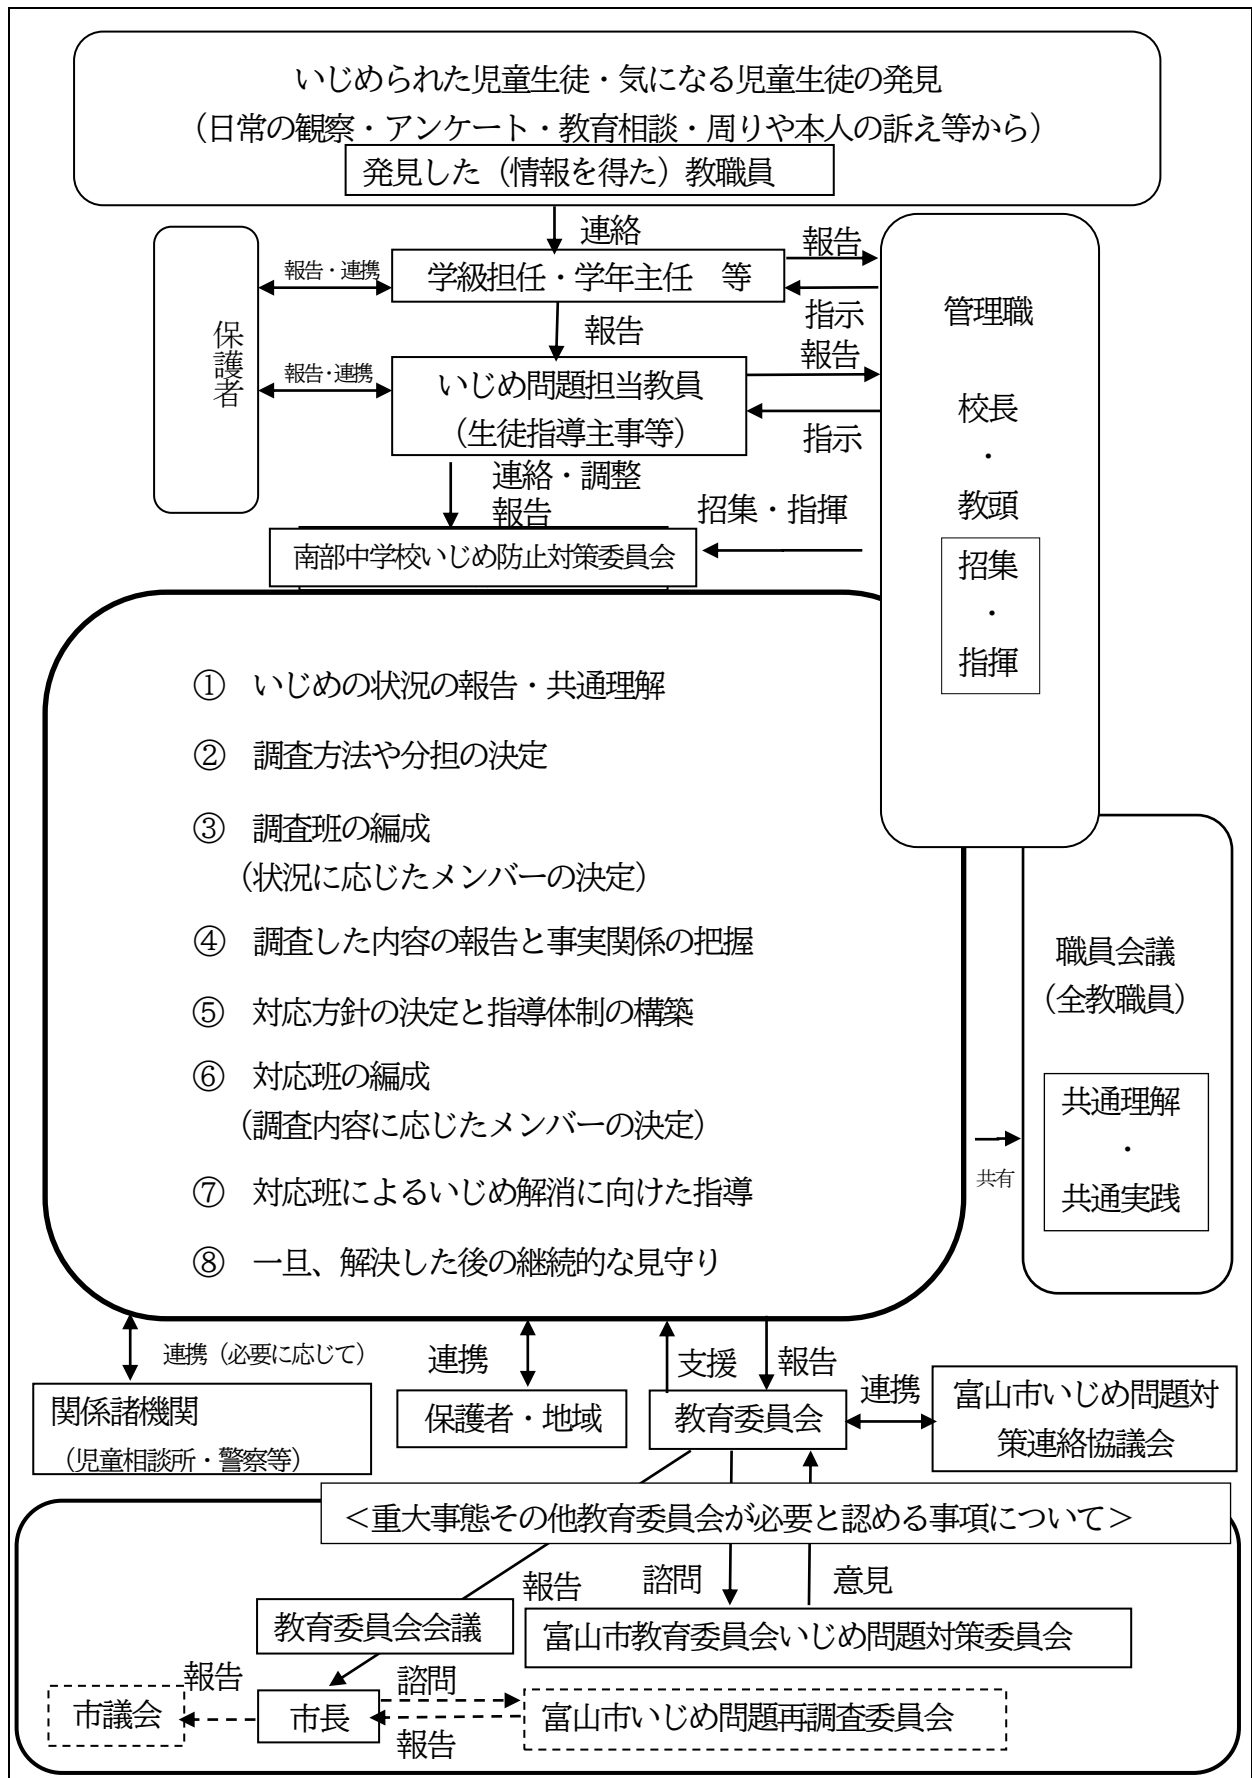 いじめられた児童生徒・気になる児童生徒の発見
（日常の観察・アンケート・教育相談・周りや本人の訴え等から）
発見した（情報を得た）教職員
連絡
報告
報告・連携
学級担任・学年主任　等
指示
管理職
保護者
報告
報告
報告・連携
いじめ問題担当教員
（生徒指導主事等）
指示
校長
・
教頭
連絡・調整
報告
招集・指揮
南部中学校いじめ防止対策委員会
招集
・
指揮
①　いじめの状況の報告・共通理解
②　調査方法や分担の決定
③　調査班の編成
（状況に応じたメンバーの決定）
④　調査した内容の報告と事実関係の把握
⑤　対応方針の決定と指導体制の構築
⑥　対応班の編成
（調査内容に応じたメンバーの決定）
⑦　対応班によるいじめ解消に向けた指導
⑧　一旦、解決した後の継続的な見守り
共有
職員会議
（全教職員）
共通理解
・
共通実践
連携（必要に応じて）
連携
支援
報告
連携
関係諸機関
（児童相談所・警察等）
保護者・地域
教育委員会
富山市いじめ問題対
策連絡協議会
＜重大事態その他教育委員会が必要と認める事項について＞
報告
諮問
意見
教育委員会会議
富山市教育委員会いじめ問題対策委員会
報告
諮問
市議会
市長
富山市いじめ問題再調査委員会
報告